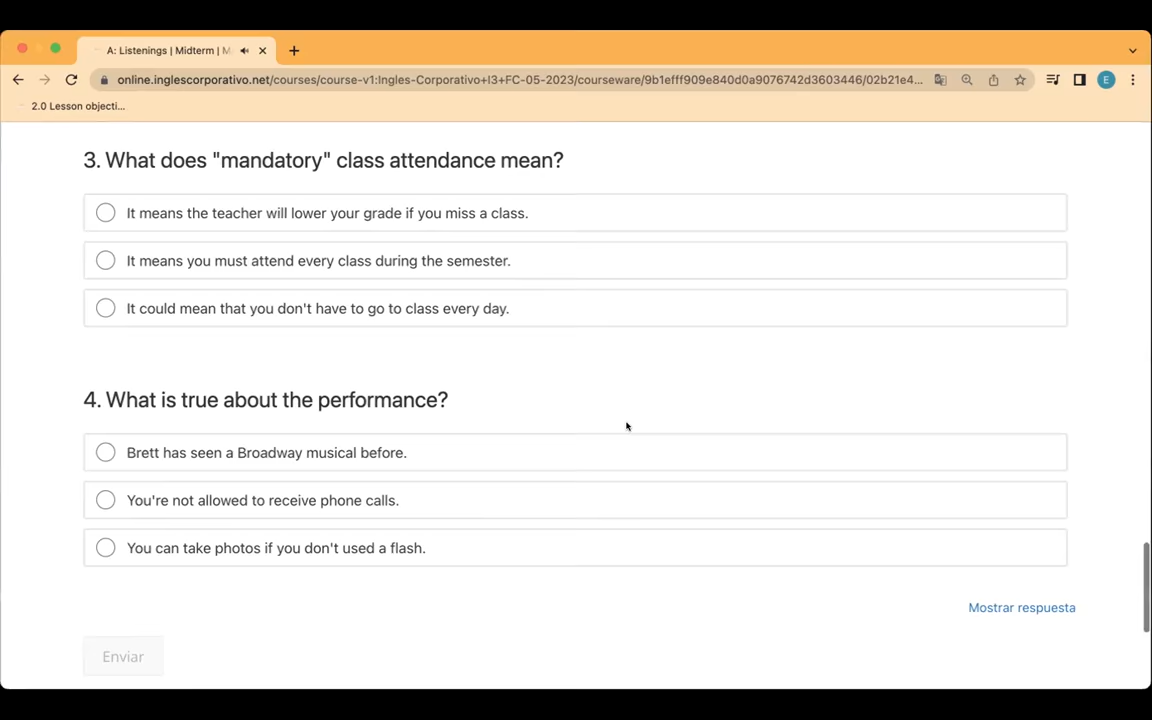 A: Listenings | Midterm | M
online.inglescorporativo.net/courses/course-v1:Ingles-Corporativo+I3+FC-05-2023/courseware/9b1efff909e840d0a9076742d3603446/02b21e4...
E
2.0 Lesson objecti...
3. What does "mandatory" class attendance mean?
It means the teacher will lower your grade if you miss a class.
It means you must attend every class during the semester.
It could mean that you don't have to go to class every day.
4. What is true about the performance?
Brett has seen a Broadway musical before.
You're not allowed to receive phone calls.
You can take photos if you don't used a flash.
Mostrar respuesta
Enviar